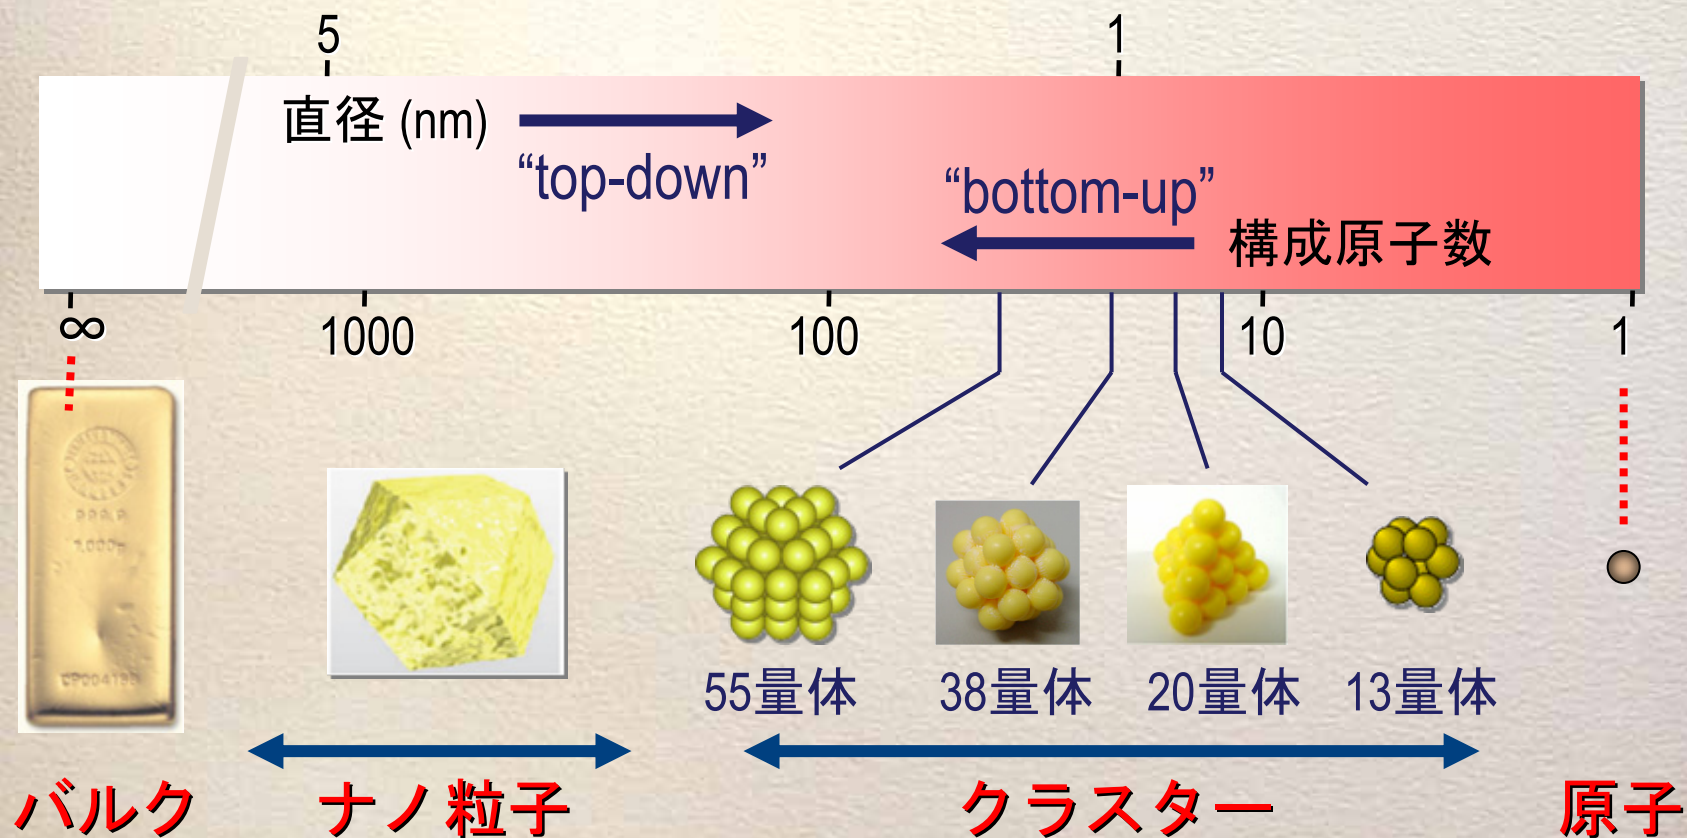 5 1
直径 (nm)
“top-down”
“bottom-up”
構成原子数
∞ 1000 100 10 1
1,000g
55量体 38量体 20量体 13量体
バルク ナノ粒子 クラスター 原子